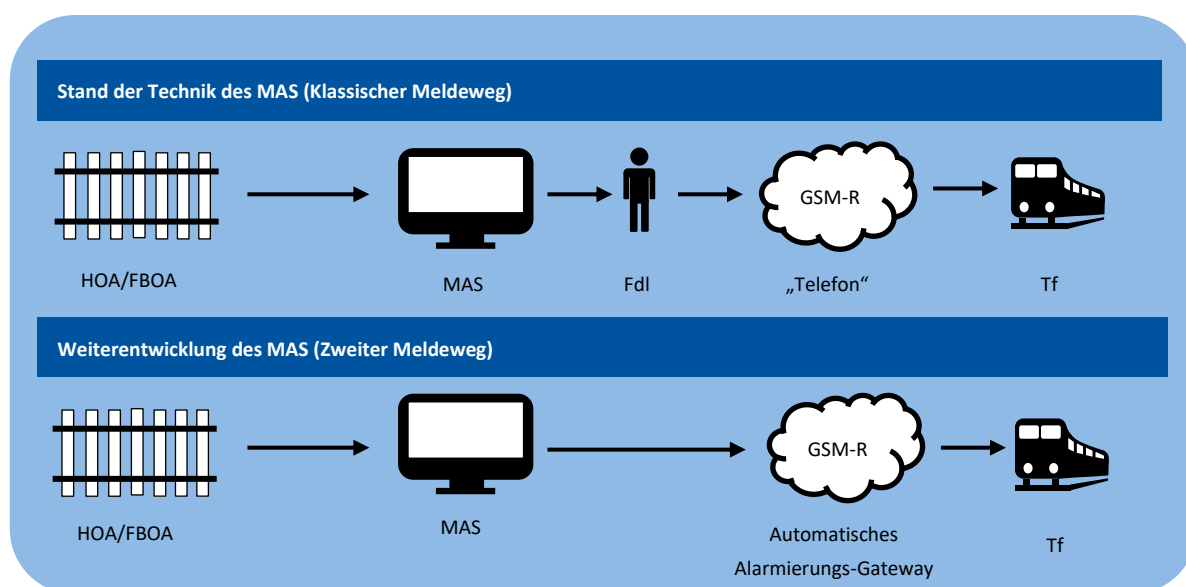 Stand der Technik des MAS (Klassischer Meldeweg)
GSM-R
HOA/FBOA
MAS
Fdl
„Telefon“
Tf
Weiterentwicklung des MAS (Zweiter Meldeweg)
GSM-R
HOA/FBOA
MAS
Automatisches
Alarmierungs-Gateway
Tf